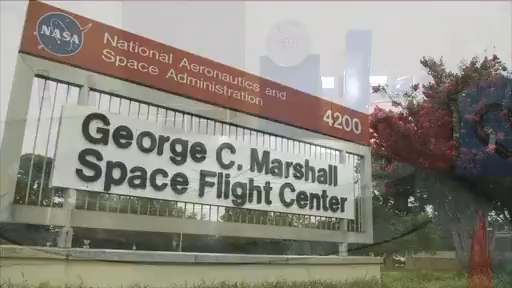 NASA
National Aeronautics and
Space Administration
4200
George C. Marshall
Space Flight Center